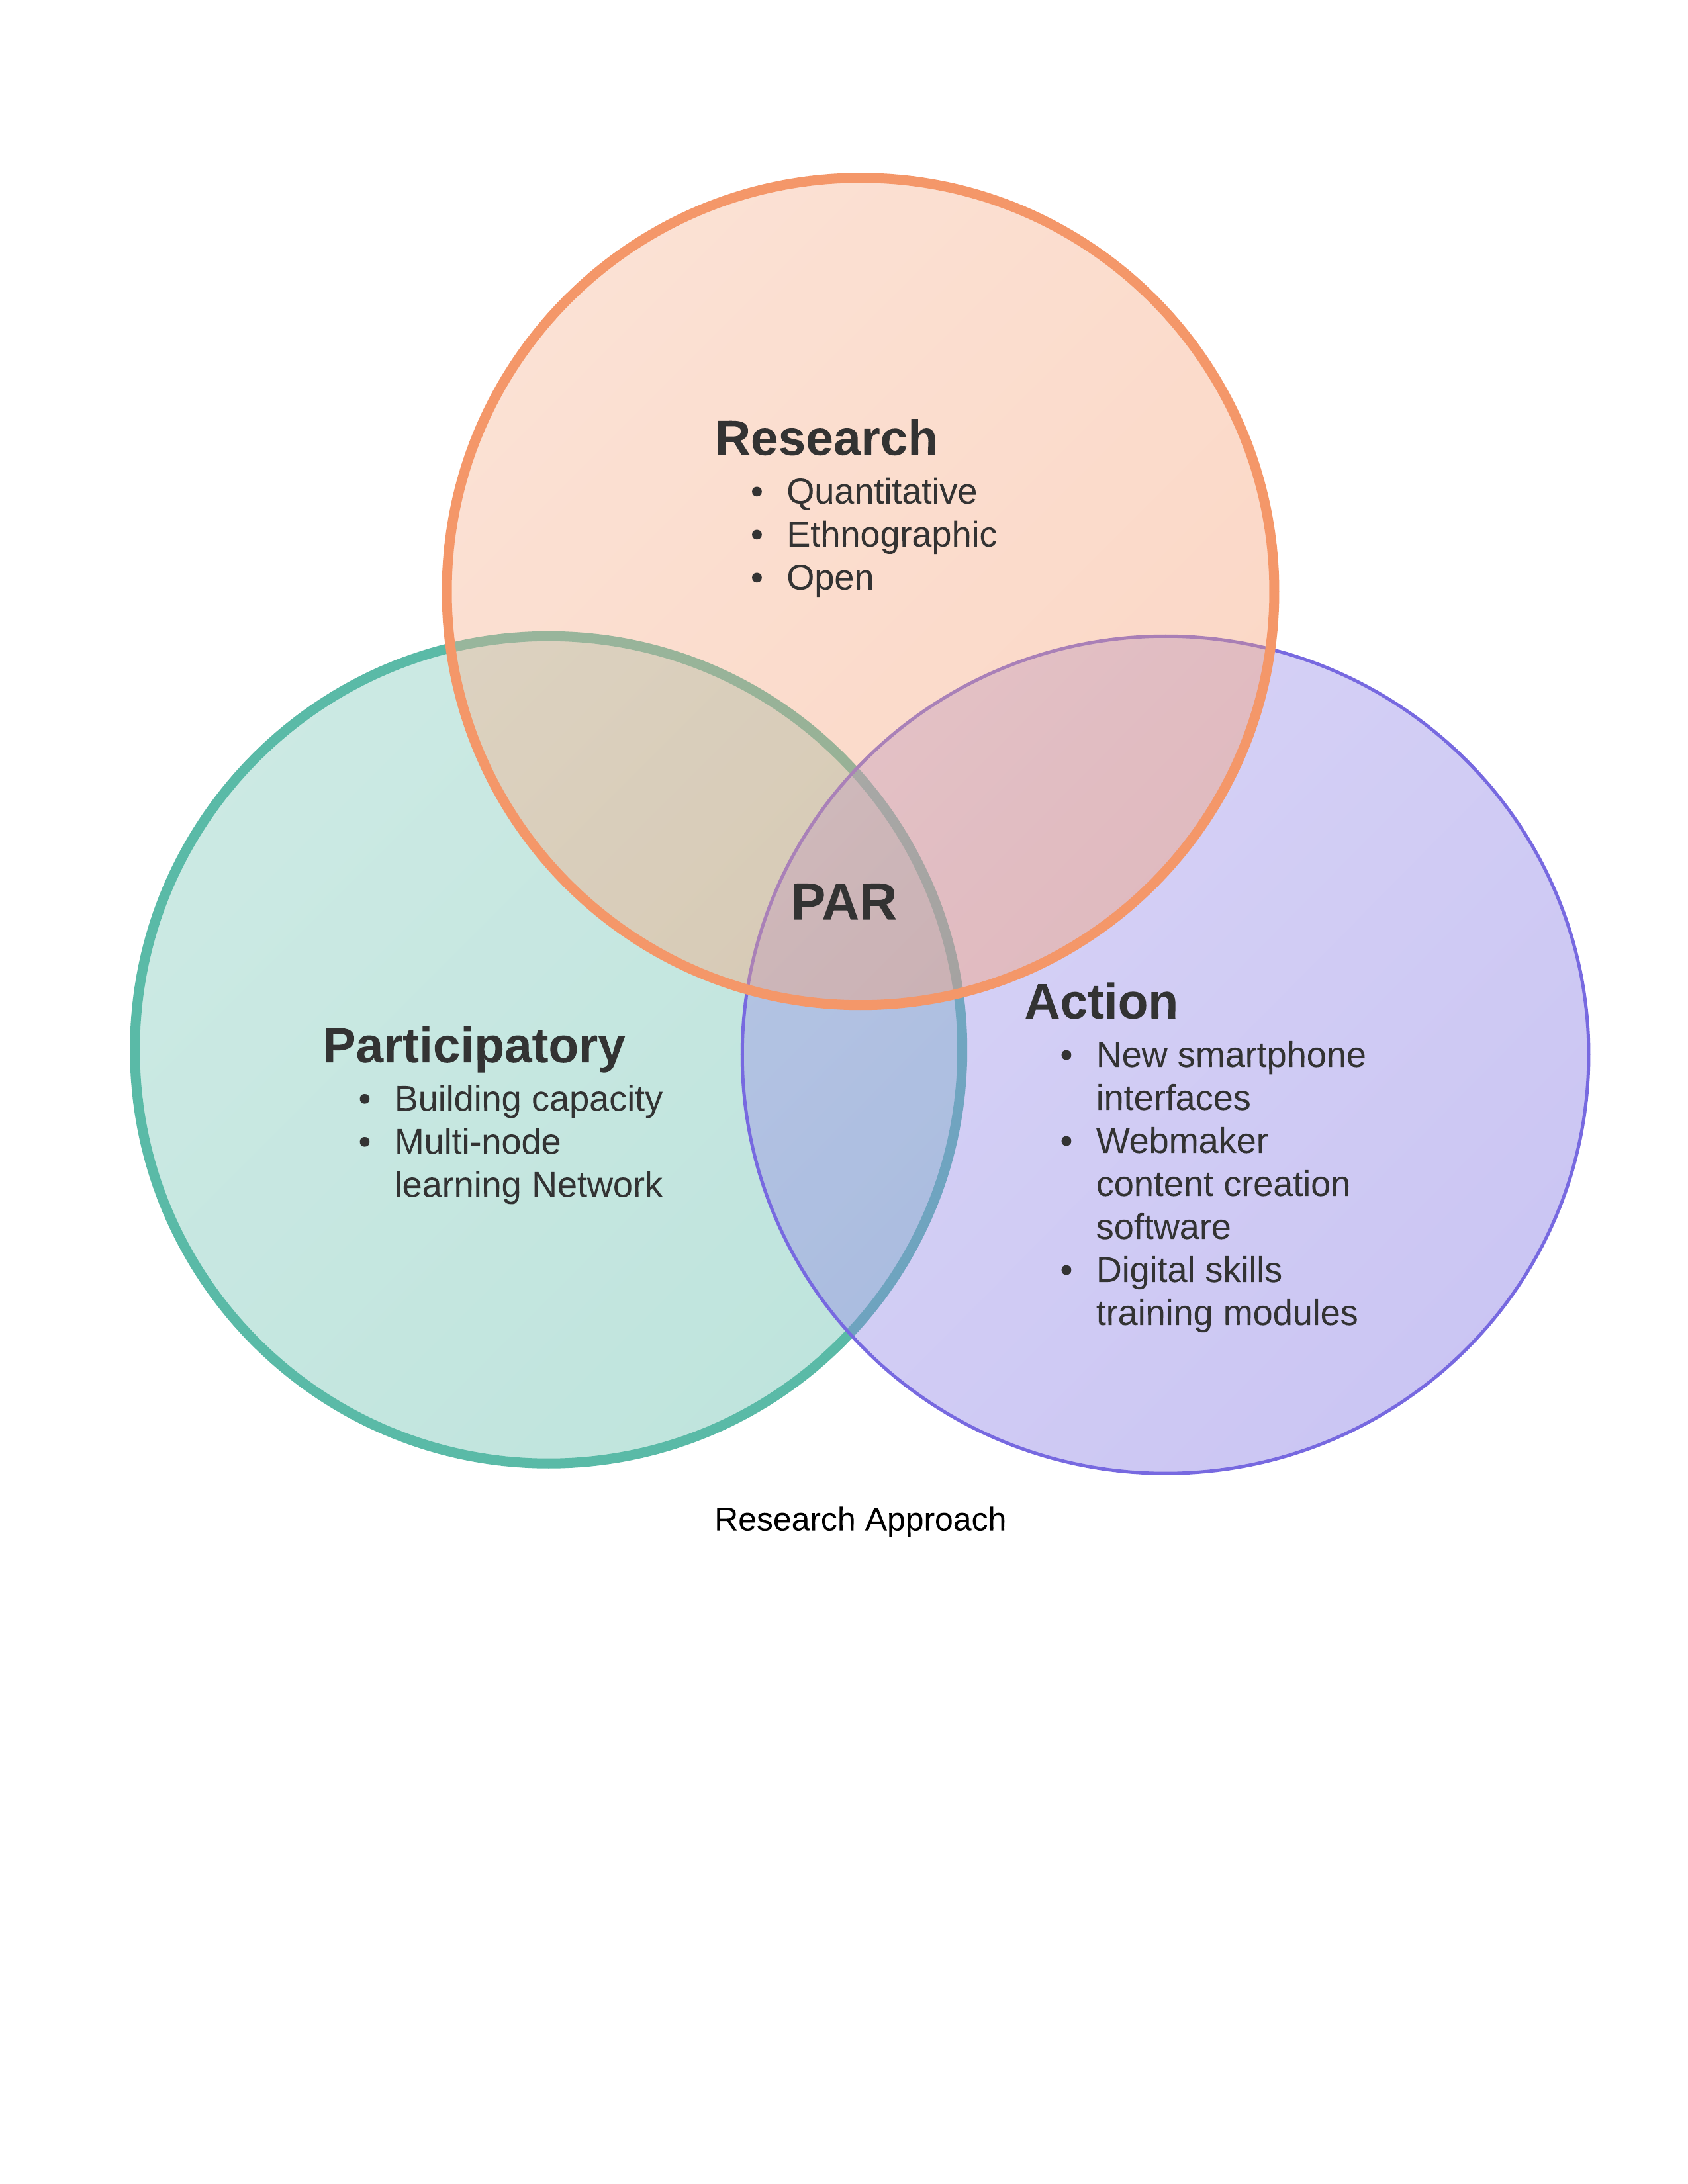 Research
• Quantitative
• Ethnographic
• Open
PAR
Participatory
• Building capacity
• Multi-node
learning Network
Action
• New smartphone
interfaces
• Webmaker
content creation
software
• Digital skills
training modules
Research Approach